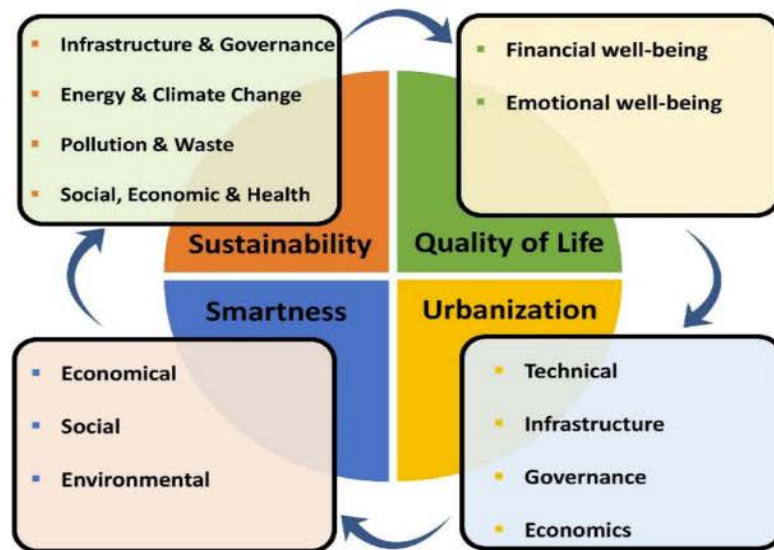 Infrastructure & Governance
Energy & Climate Change
Pollution & Waste
Social, Economic & Health
Sustainability
Financial well-being
Emotional well-being
Quality of Life
Smartness
Economical
Social
Environmental
Urbanization
Technical
Infrastructure
Governance
Economics